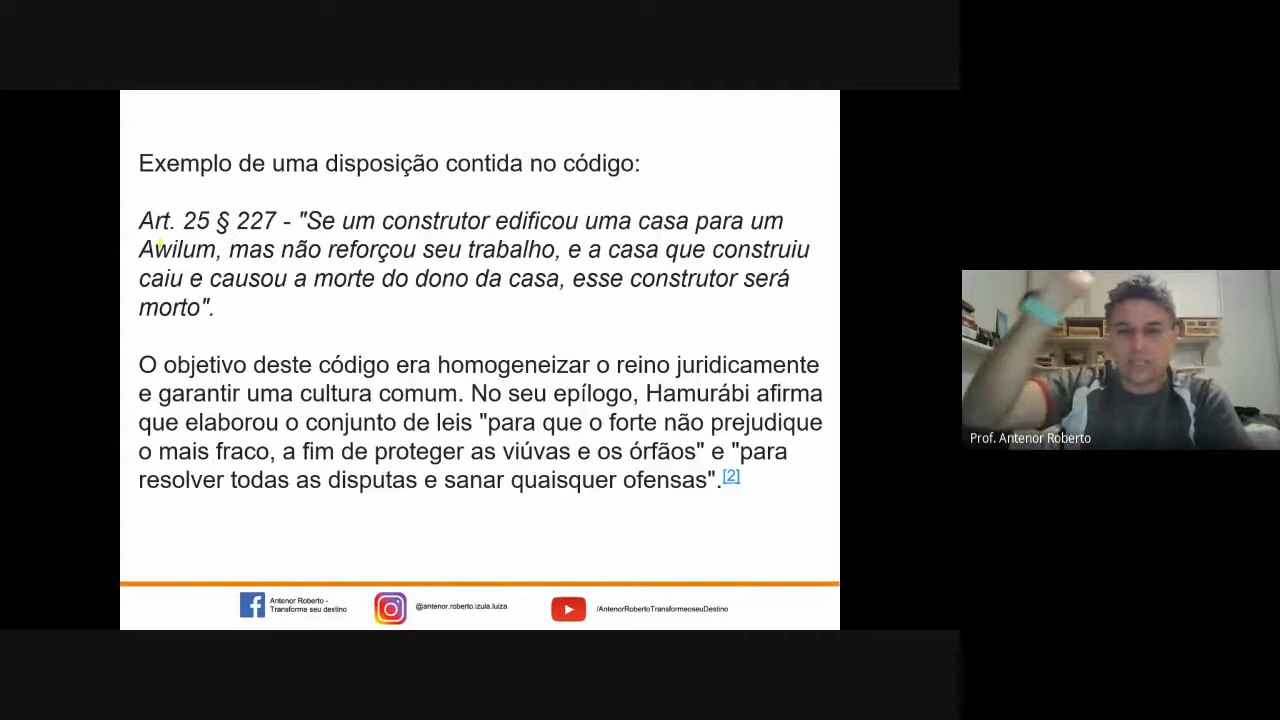 Exemplo de uma disposição contida no código:
Art. 25 § 227 - "Se um construtor edificou uma casa para um
Awilum, mas não reforçou seu trabalho, e a casa que construiu
caiu e causou a morte do dono da casa, esse construtor será
morto".
O objetivo deste código era homogeneizar o reino juridicamente
e garantir uma cultura comum. No seu epílogo, Hamurábi afirma
que elaborou o conjunto de leis "para que o forte não prejudique
o mais fraco, a fim de proteger as viúvas e os órfãos" e "para
resolver todas as disputas e sanar quaisquer ofensas".[2]
Antenor Roberto -
Transforme seu destino
@antenor.roberto.izula.luiza
/AntenorRobertoTransformeoseuDestino
Prof. Antenor Roberto